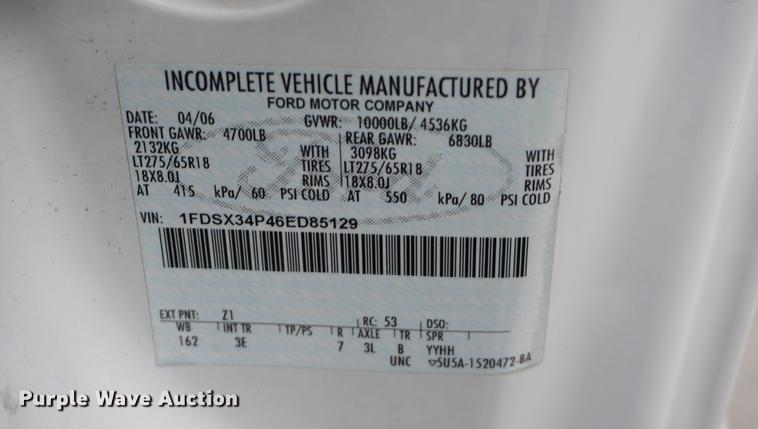 INCOMPLETE VEHICLE MANUFACTURED BY
FORD MOTOR COMPANY
DATE: 04/06 GVWR: 10000LB/ 4536KG
FRONT GAWR: 4700LB REAR GAWR: 6830LB
2132KG WITH 3098KG WITH
LT275/65R18 TIRES LT275/65R18 TIRES
18X8.0J RIMS 18X8.0J RIMS
AT 415 kPa/ 60 PSI COLD AT 550 kPa/ 80 PSI COLD
VIN: 1FDSX34P46ED85129
EXT PNT: Z1 RC: 53 DSO:
WB INT TR TP/PS R AXLE TR SPR
162 3E 7 3L B YYHH
UNC 5U5A-1520472-BA
Purple Wave Auction